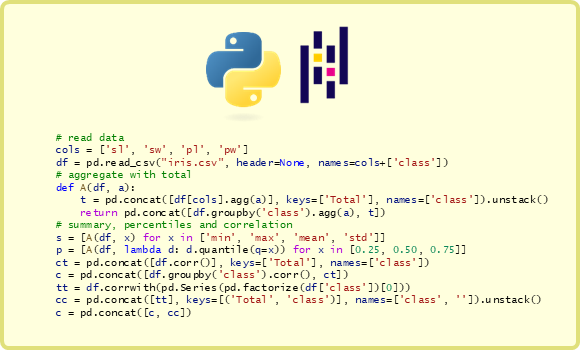 # read data
cols = ['sl', 'sw', 'pl', 'pw']
df = pd.read_csv("iris.csv", header=None, names=cols+['class'])
# aggregate with total
def A(df, a):
    t = pd.concat([df[cols].agg(a)], keys=['Total'], names=['class']).unstack()
    return pd.concat([df.groupby('class').agg(a), t])
# summary, percentiles and correlation
s = [A(df, x) for x in ['min', 'max', 'mean', 'std']]
p = [A(df, lambda d: d.quantile(q=x)) for x in [0.25, 0.50, 0.75]]
ct = pd.concat([df.corr()], keys=['Total'], names=['class'])
c = pd.concat([df.groupby('class').corr(), ct])
tt = df.corrwith(pd.Series(pd.factorize(df['class'])[0]))
cc = pd.concat([tt], keys=[('Total', 'class')], names=['class', '']).unstack()
c = pd.concat([c, cc])